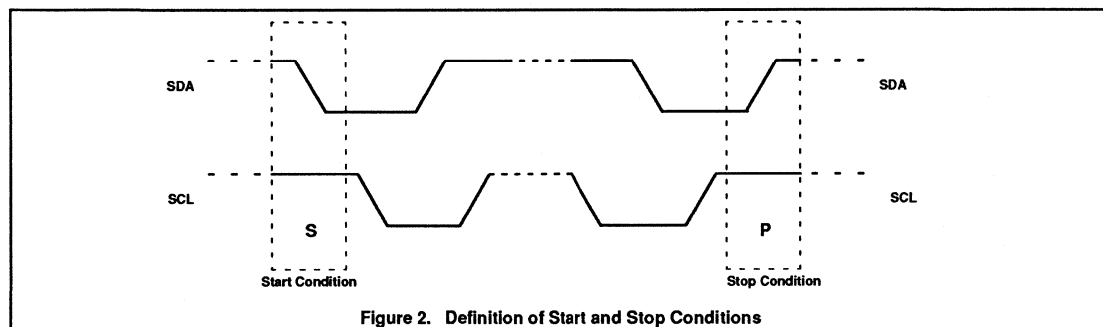 SDA SDA
SCL SCL
S P
Start Condition Stop Condition
Figure 2. Definition of Start and Stop Conditions